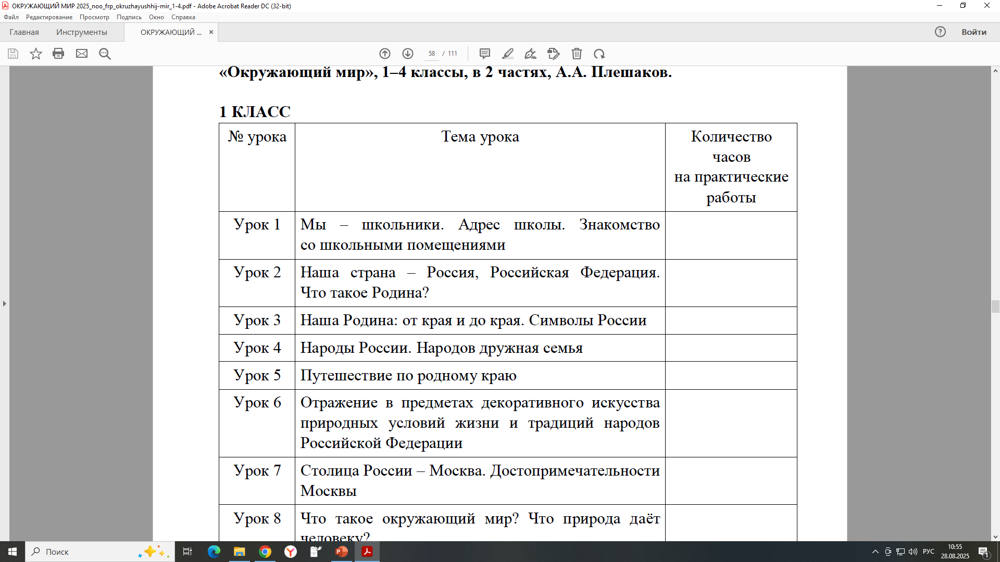 ОКРУЖАЮЩИЙ МИР 2025_noo_frp_okruzhayushhij-mir_1-4.pdf - Adobe Acrobat Reader DC (32-bit)
Файл Редактирование Просмотр Подпись Окно Справка
Главная Инструменты ОКРУЖАЮЩИЙ ... Войти
58 / 111
«Окружающий мир», 1–4 классы, в 2 частях, А.А. Плешаков.
1 КЛАСС
№ урока
Тема урока
Количество
часов
на практические
работы
Урок 1
Мы – школьники. Адрес школы. Знакомство
со школьными помещениями
Урок 2
Наша страна – Россия, Российская Федерация.
Что такое Родина?
Урок 3
Наша Родина: от края и до края. Символы России
Урок 4
Народы России. Народов дружная семья
Урок 5
Путешествие по родному краю
Урок 6
Отражение в предметах декоративного искусства
природных условий жизни и традиций народов
Российской Федерации
Урок 7
Столица России – Москва. Достопримечательности
Москвы
Урок 8
Что такое окружающий мир? Что природа даёт
человеку?
Поиск
РУС
10:55
28.08.2025
1